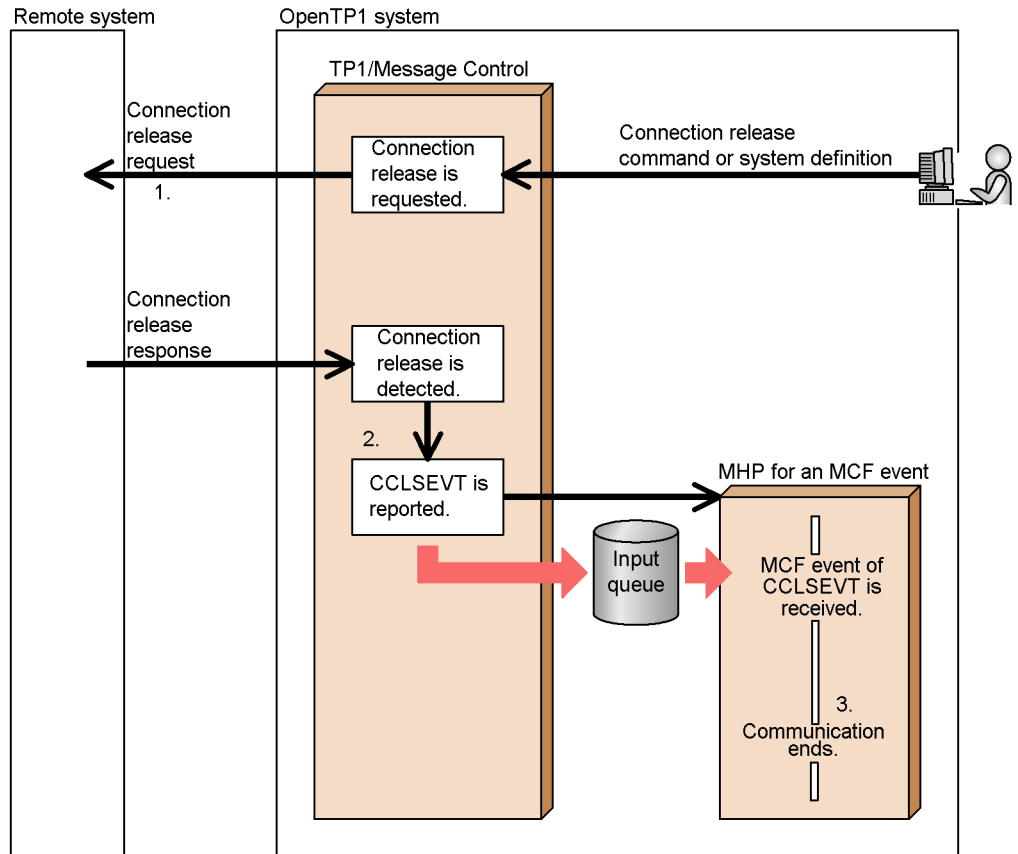 Remote system
OpenTP1 system
TP1/Message Control
Connection
release
request
1.
Connection
release is
requested.
Connection release
command or system definition
Connection
release
response
Connection
release is
detected.
2.
CCLSEVT is
reported.
MHP for an MCF event
Input
queue
MCF event of
CCLSEVT is
received.
3.
Communication
ends.